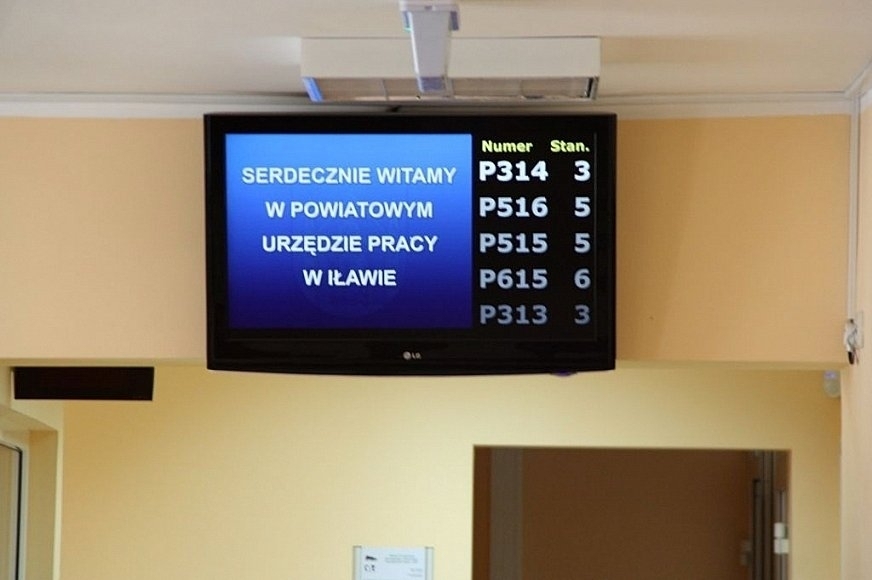 SERDECZNIE WITAMY
W POWIATOWYM
URZĘDZIE PRACY
W IŁAWIE
Numer Stan.
P314 3
P516 5
P515 5
P615 6
P313 3
LG